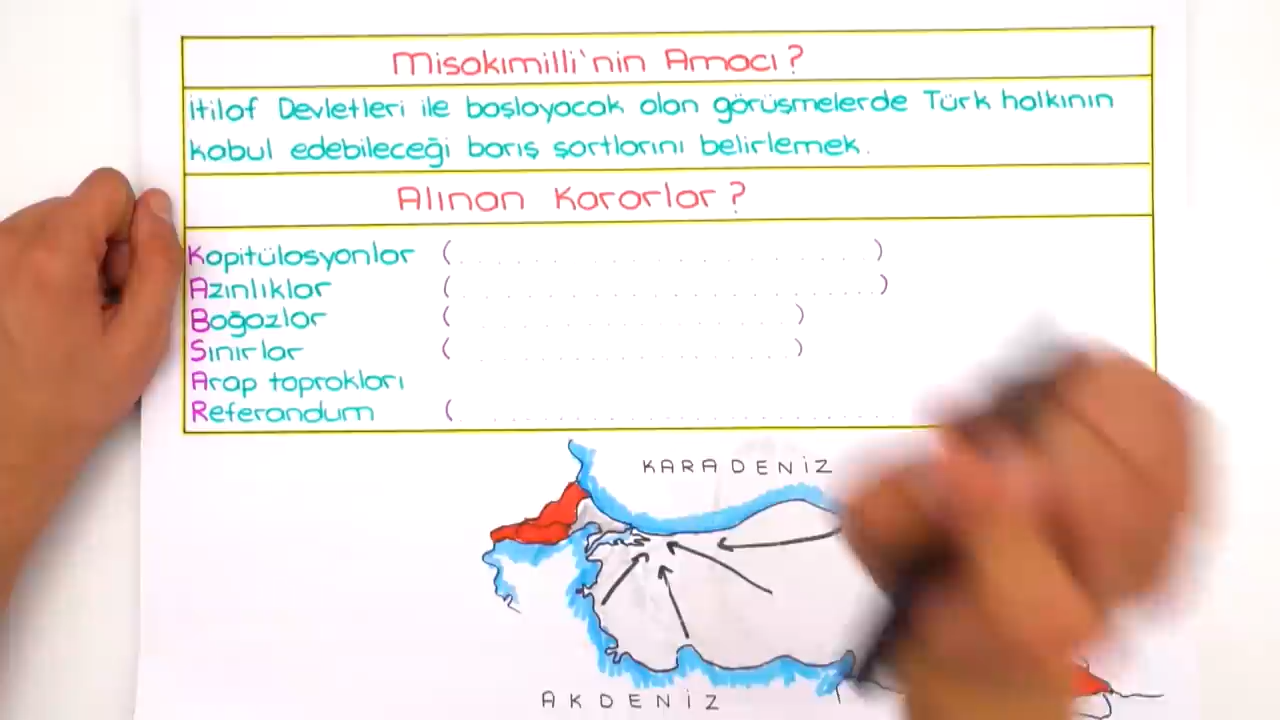 Misakımilli'nin Amacı?
İtilaf Devletleri ile başlayacak olan görüşmelerde Türk halkının
kabul edebileceği barış şartlarını belirlemek.
Alınan Kararlar?
Kapitülasyonlar (....................)
Azınlıklar (....................)
Boğazlar (................)
Sınırlar (................)
Arap toprakları
Referandum (......................
KARADENİZ
AKDENİZ